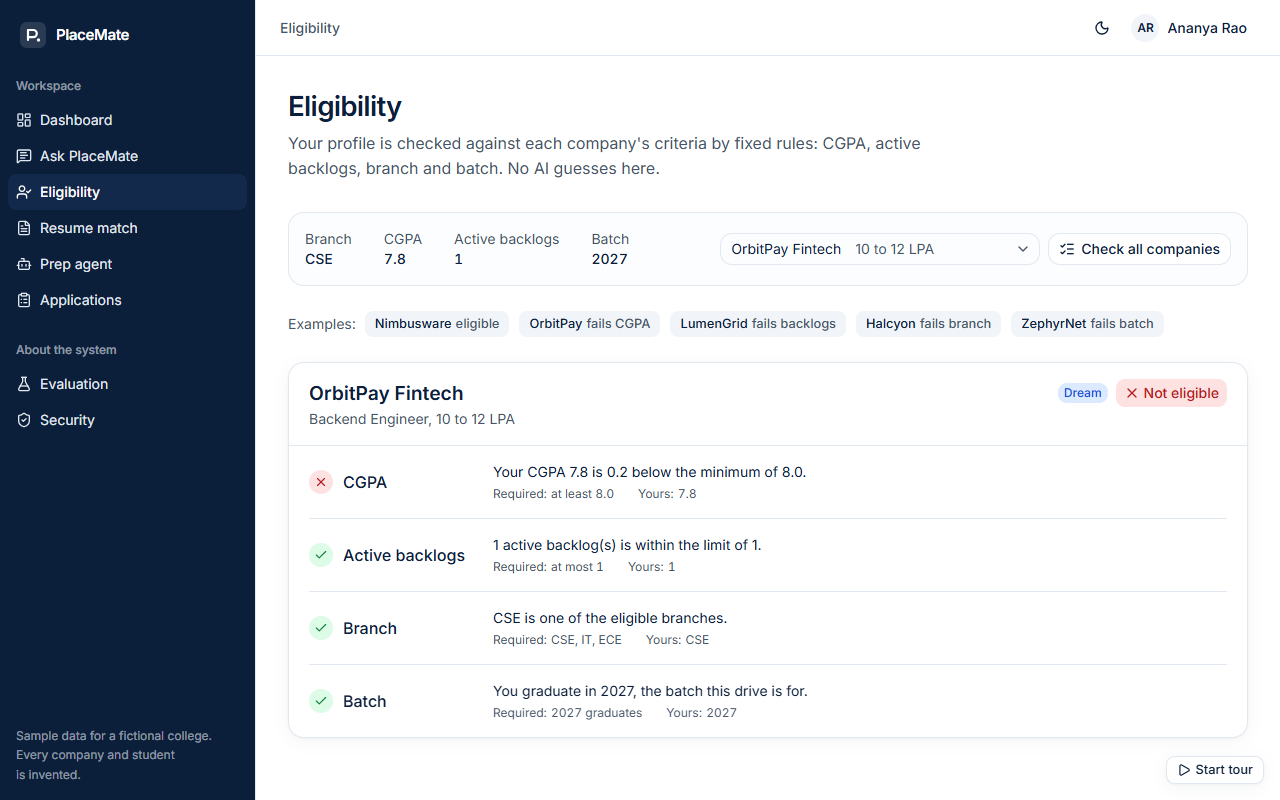 P. PlaceMate
Eligibility
AR Ananya Rao
Workspace
Dashboard
Ask PlaceMate
Eligibility
Resume match
Prep agent
Applications
About the system
Evaluation
Security
Sample data for a fictional college.
Every company and student
is invented.
Eligibility
Your profile is checked against each company's criteria by fixed rules: CGPA, active
backlogs, branch and batch. No AI guesses here.
Branch CGPA Active backlogs Batch
CSE 7.8 1 2027
OrbitPay Fintech 10 to 12 LPA
Check all companies
Examples: Nimbusware eligible OrbitPay fails CGPA LumenGrid fails backlogs Halcyon fails branch ZephyrNet fails batch
OrbitPay Fintech
Backend Engineer, 10 to 12 LPA
Dream Not eligible
CGPA
Your CGPA 7.8 is 0.2 below the minimum of 8.0.
Required: at least 8.0 Yours: 7.8
Active backlogs
1 active backlog(s) is within the limit of 1.
Required: at most 1 Yours: 1
Branch
CSE is one of the eligible branches.
Required: CSE, IT, ECE Yours: CSE
Batch
You graduate in 2027, the batch this drive is for.
Required: 2027 graduates Yours: 2027
Start tour